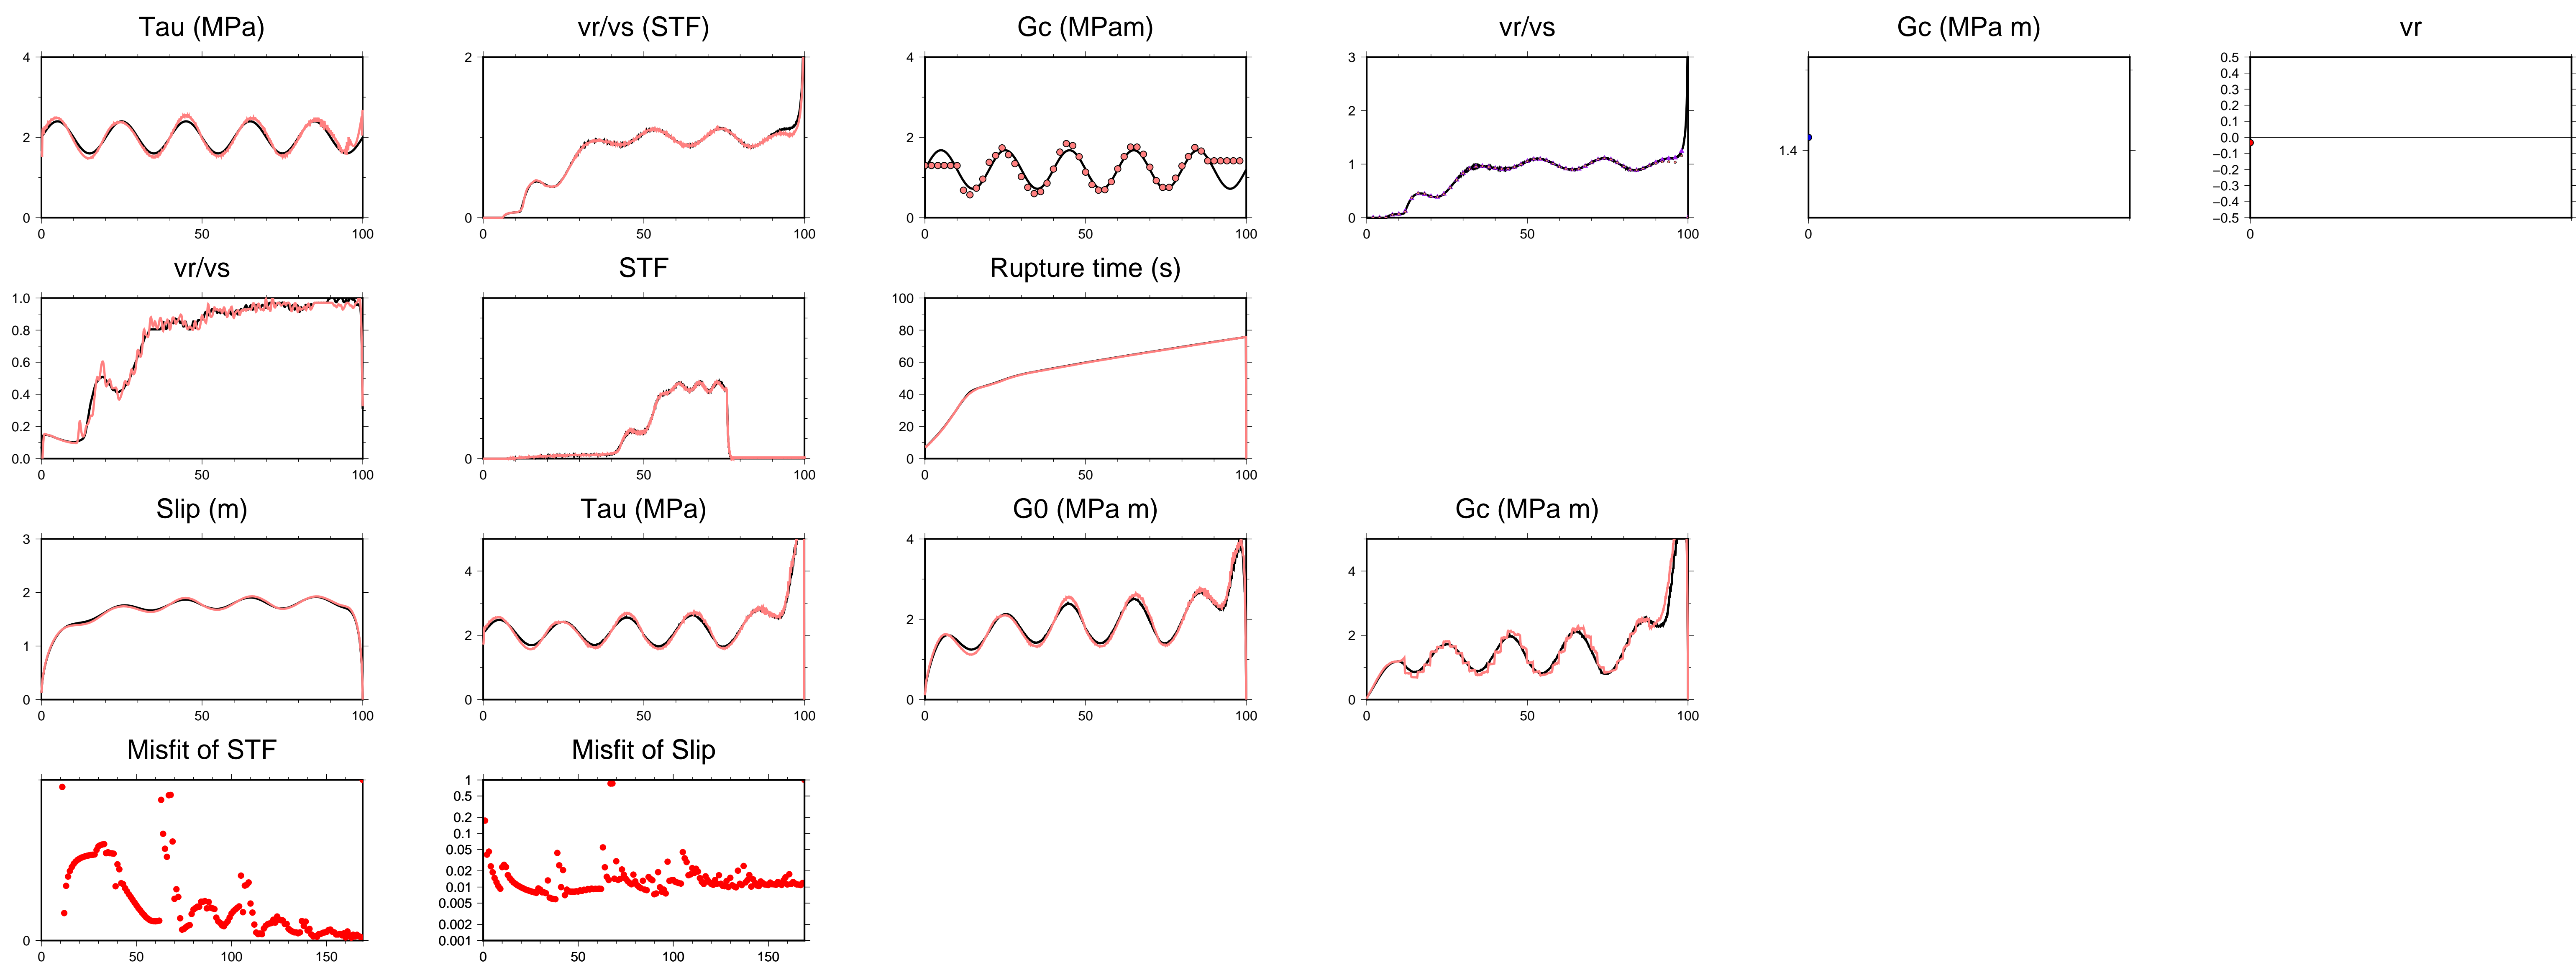 Tau (MPa)
4
2
0
0 50 100
vr/vs (STF)
2
0
0 50 100
Gc (MPam)
4
2
0
0 50 100
vr/vs
3
2
1
0
0 50 100
Gc (MPa m)
1.4
0
vr
0.5
0.4
0.3
0.2
0.1
0.0
−0.1
−0.2
−0.3
−0.4
−0.5
0
vr/vs
1.0
0.8
0.6
0.4
0.2
0.0
0 50 100
STF
0
0 50 100
Rupture time (s)
100
80
60
40
20
0
0 50 100
Slip (m)
3
2
1
0
0 50 100
Tau (MPa)
4
2
0
0 50 100
G0 (MPa m)
4
2
0
0 50 100
Gc (MPa m)
4
2
0
0 50 100
Misfit of STF
0
0 50 100 150
Misfit of Slip
1
0.5
0.2
0.1
0.05
0.02
0.01
0.005
0.002
0.001
0 50 100 150